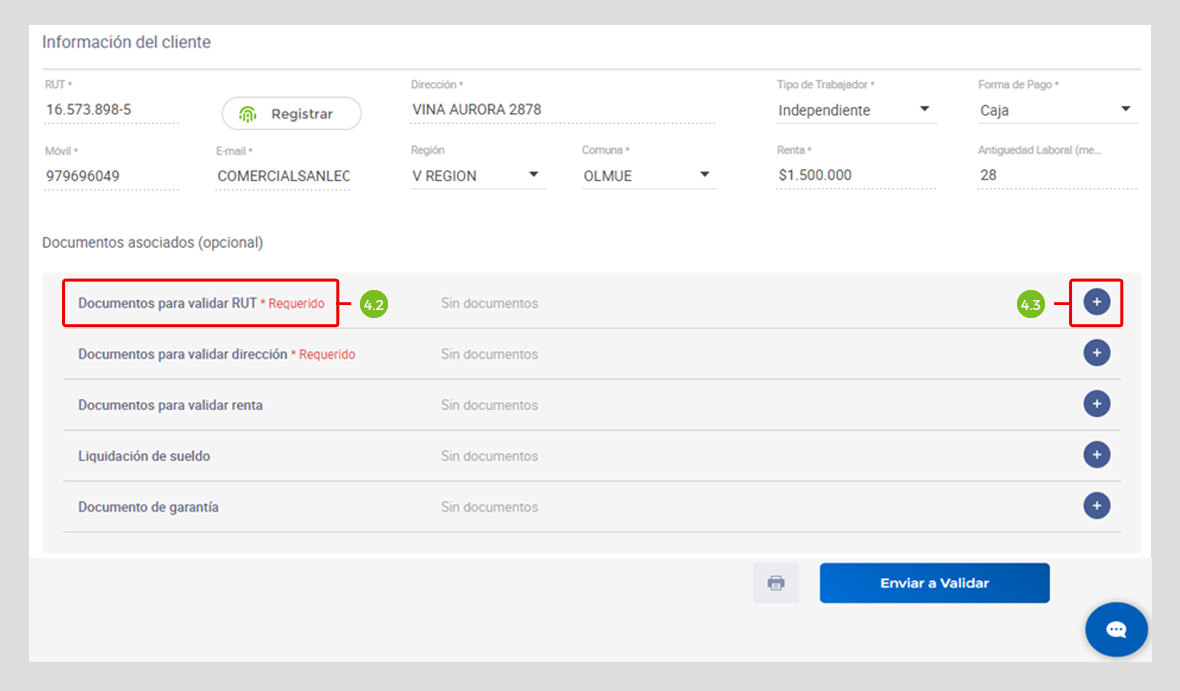 Información del cliente
RUT * Dirección * Tipo de Trabajador * Forma de Pago *
16.573.898-5 Registrar VINA AURORA 2878 Independiente Caja
Móvil * E-mail * Región Comuna * Renta * Antiguedad Laboral (me...
979696049 COMERCIALSANLEC V REGION OLMUE $1.500.000 28
Documentos asociados (opcional)
Documentos para validar RUT * Requerido 4.2 Sin documentos 4.3 +
Documentos para validar dirección * Requerido Sin documentos +
Documentos para validar renta Sin documentos +
Liquidación de sueldo Sin documentos +
Documento de garantía Sin documentos +
Enviar a Validar